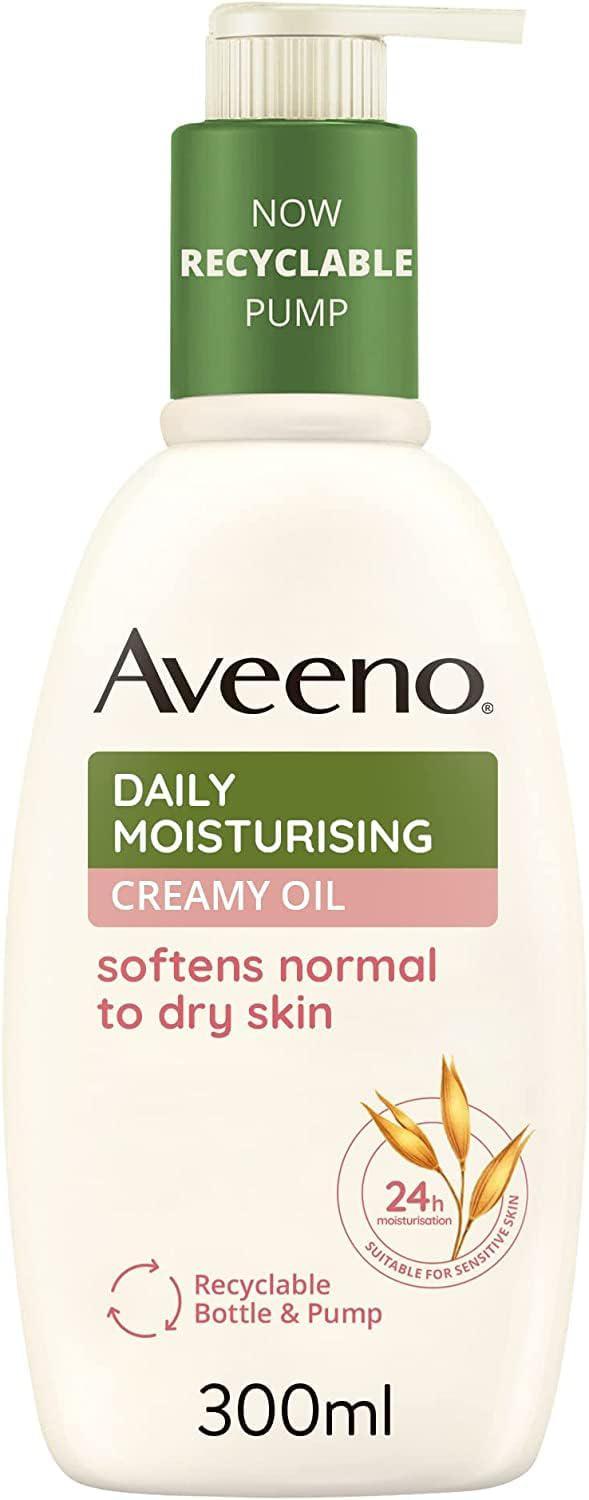 NOW
RECYCLABLE
PUMP
Aveeno®
DAILY
MOISTURISING
CREAMY OIL
softens normal
to dry skin
24h
moisturisation
SUITABLE FOR SENSITIVE SKIN
Recyclable
Bottle & Pump
300ml